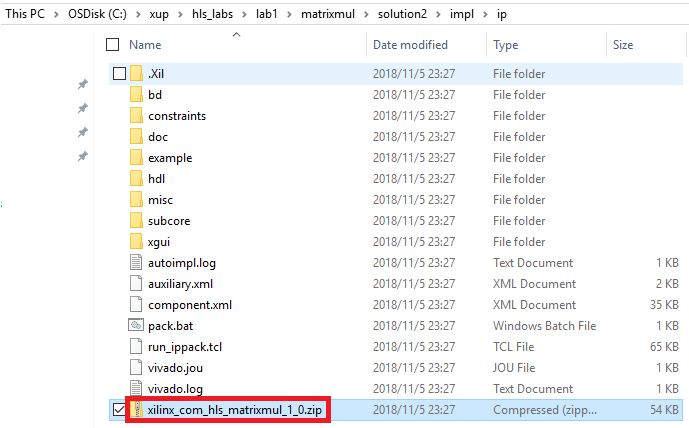 This PC > OSDisk (C:) > xup > hls_labs > lab1 > matrixmul > solution2 > impl > ip
Name Date modified Type Size
.Xil 2018/11/5 23:27 File folder
bd 2018/11/5 23:27 File folder
constraints 2018/11/5 23:27 File folder
doc 2018/11/5 23:27 File folder
example 2018/11/5 23:27 File folder
hdl 2018/11/5 23:27 File folder
misc 2018/11/5 23:27 File folder
subcore 2018/11/5 23:27 File folder
xgui 2018/11/5 23:27 File folder
autoimpl.log 2018/11/5 23:27 Text Document 1 KB
auxiliary.xml 2018/11/5 23:27 XML Document 2 KB
component.xml 2018/11/5 23:27 XML Document 35 KB
pack.bat 2018/11/5 23:27 Windows Batch File 1 KB
run_ippack.tcl 2018/11/5 23:27 TCL File 65 KB
vivado.jou 2018/11/5 23:27 JOU File 1 KB
vivado.log 2018/11/5 23:27 Text Document 1 KB
xilinx_com_hls_matrixmul_1_0.zip 2018/11/5 23:27 Compressed (zipp... 54 KB